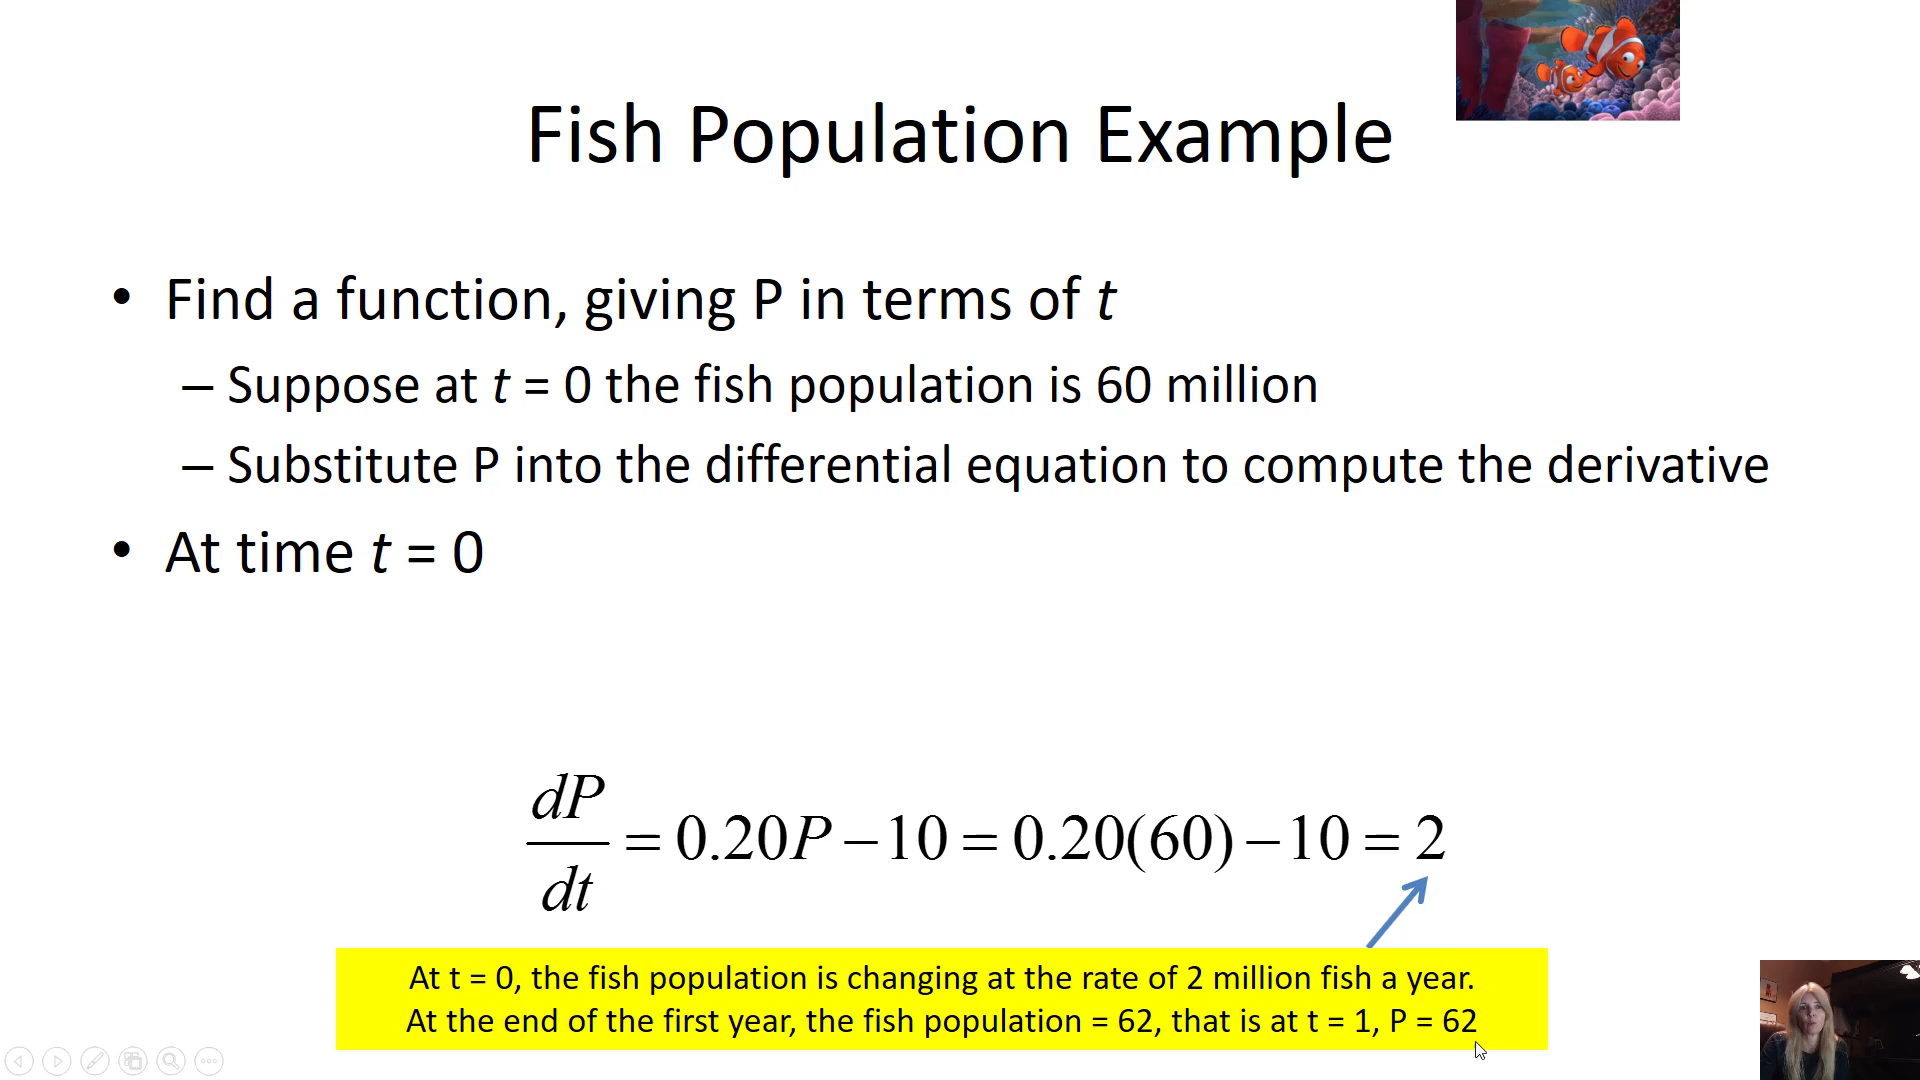 Fish Population Example
• Find a function, giving P in terms of t
– Suppose at t = 0 the fish population is 60 million
– Substitute P into the differential equation to compute the derivative
• At time t = 0
dP/dt = 0.20P − 10 = 0.20(60) − 10 = 2
At t = 0, the fish population is changing at the rate of 2 million fish a year.
At the end of the first year, the fish population = 62, that is at t = 1, P = 62